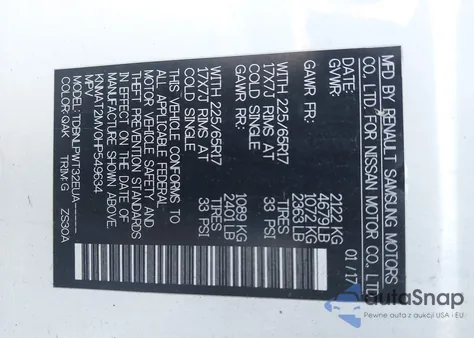 MFD BY RENAULT SAMSUNG MOTORS
CO, LTD. FOR NISSAN MOTOR CO, LTD
DATE: 01/17
GVWR: 2122 KG
4679 LB
GAWR FR: 1072 KG
2363 LB
WITH 225/65R17 TIRES
17X7J RIMS AT 33 PSI
COLD SINGLE
GAWR RR: 1089 KG
2401 LB
WITH 225/65R17 TIRES
17X7J RIMS AT 33 PSI
COLD SINGLE
THIS VEHICLE CONFORMS TO
ALL APPLICABLE FEDERAL
MOTOR VEHICLE SAFETY AND
THEFT PREVENTION STANDARDS
IN EFFECT ON THE DATE OF
MANUFACTURE SHOWN ABOVE.
KNMAT2MV0HP549634
MPV
MODEL: TDBNLPWT32EUA----
COLOR:QAK TRIM:G ZS30A
autaSnap
Pewne auta z aukcji USA i EU.